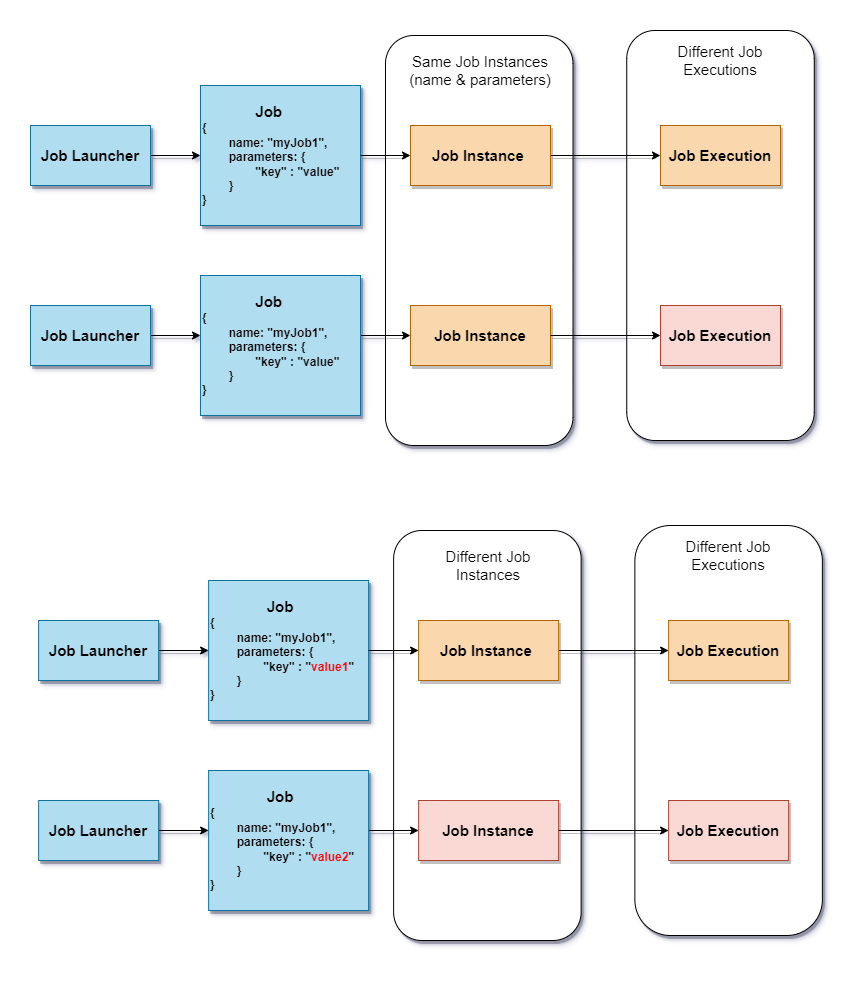 Same Job Instances
(name & parameters)
Different Job
Executions
Job Launcher
Job
{
name: "myJob1",
parameters: {
"key" : "value"
}
}
Job Instance
Job Execution
Job Launcher
Job
{
name: "myJob1",
parameters: {
"key" : "value"
}
}
Job Instance
Job Execution
Different Job
Instances
Different Job
Executions
Job Launcher
Job
{
name: "myJob1",
parameters: {
"key" : "value1"
}
}
Job Instance
Job Execution
Job Launcher
Job
{
name: "myJob1",
parameters: {
"key" : "value2"
}
}
Job Instance
Job Execution